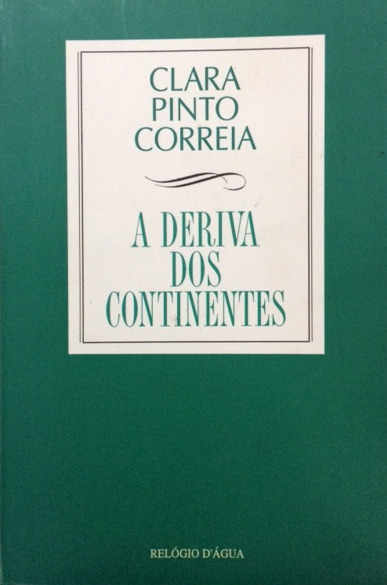 CLARA
PINTO
CORREIA
A DERIVA
DOS
CONTINENTES
RELÓGIO D'ÁGUA